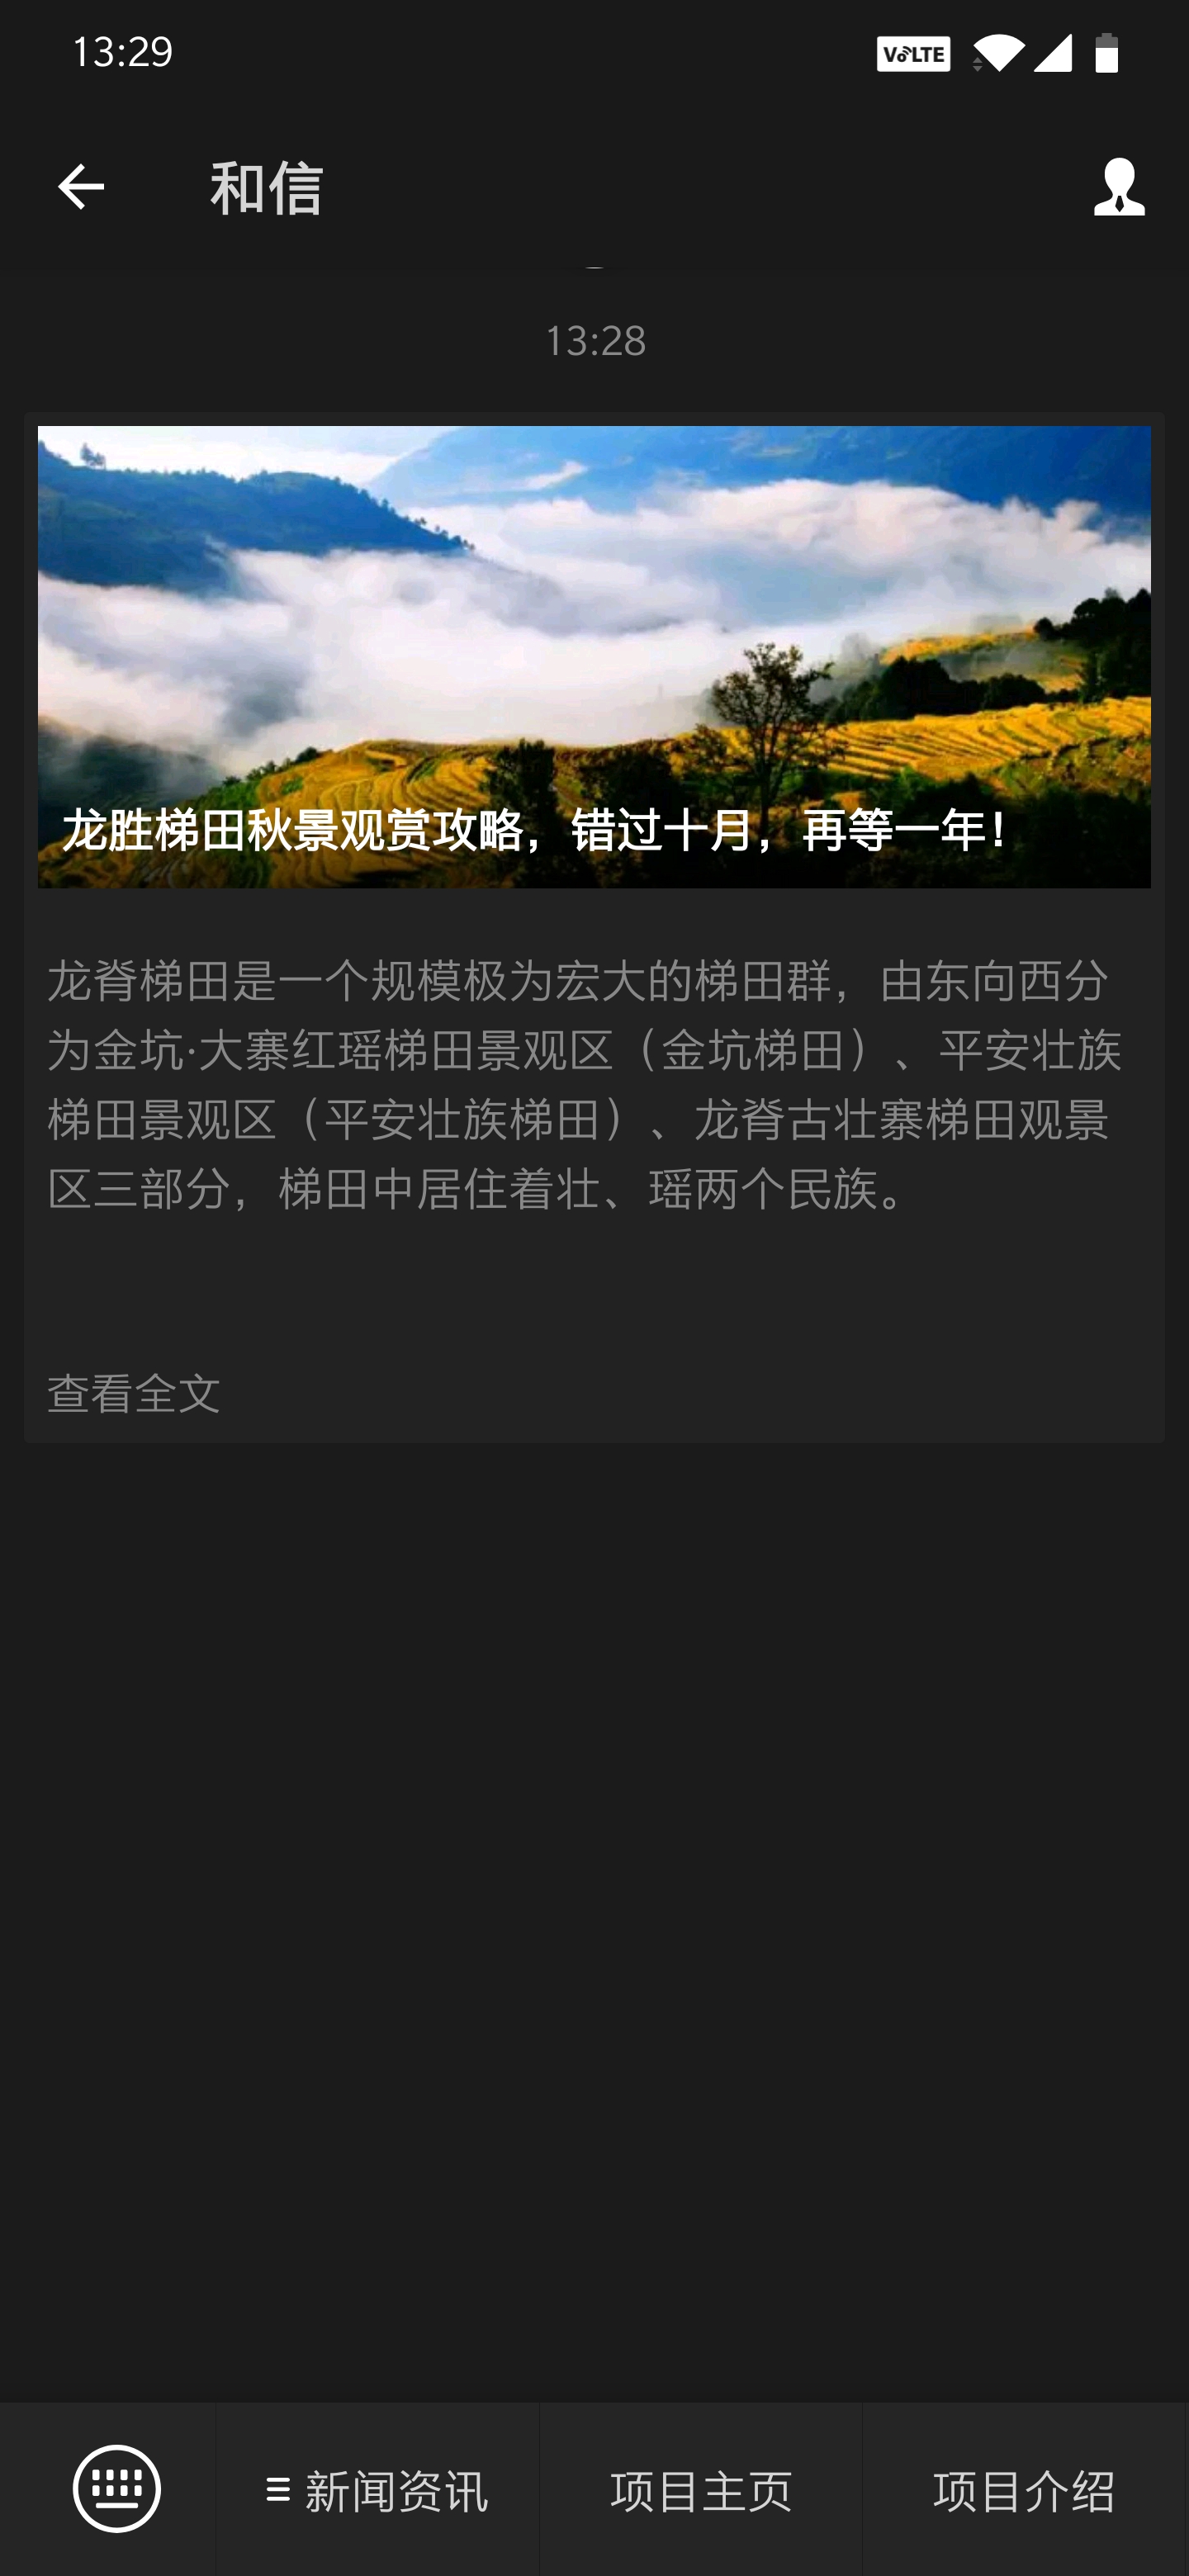 13:29
VoLTE
和信
13:28
龙胜梯田秋景观赏攻略，错过十月，再等一年！
龙脊梯田是一个规模极为宏大的梯田群，由东向西分
为金坑·大寨红瑶梯田景观区（金坑梯田）、平安壮族
梯田景观区（平安壮族梯田）、龙脊古壮寨梯田观景
区三部分，梯田中居住着壮、瑶两个民族。
查看全文
新闻资讯
项目主页
项目介绍